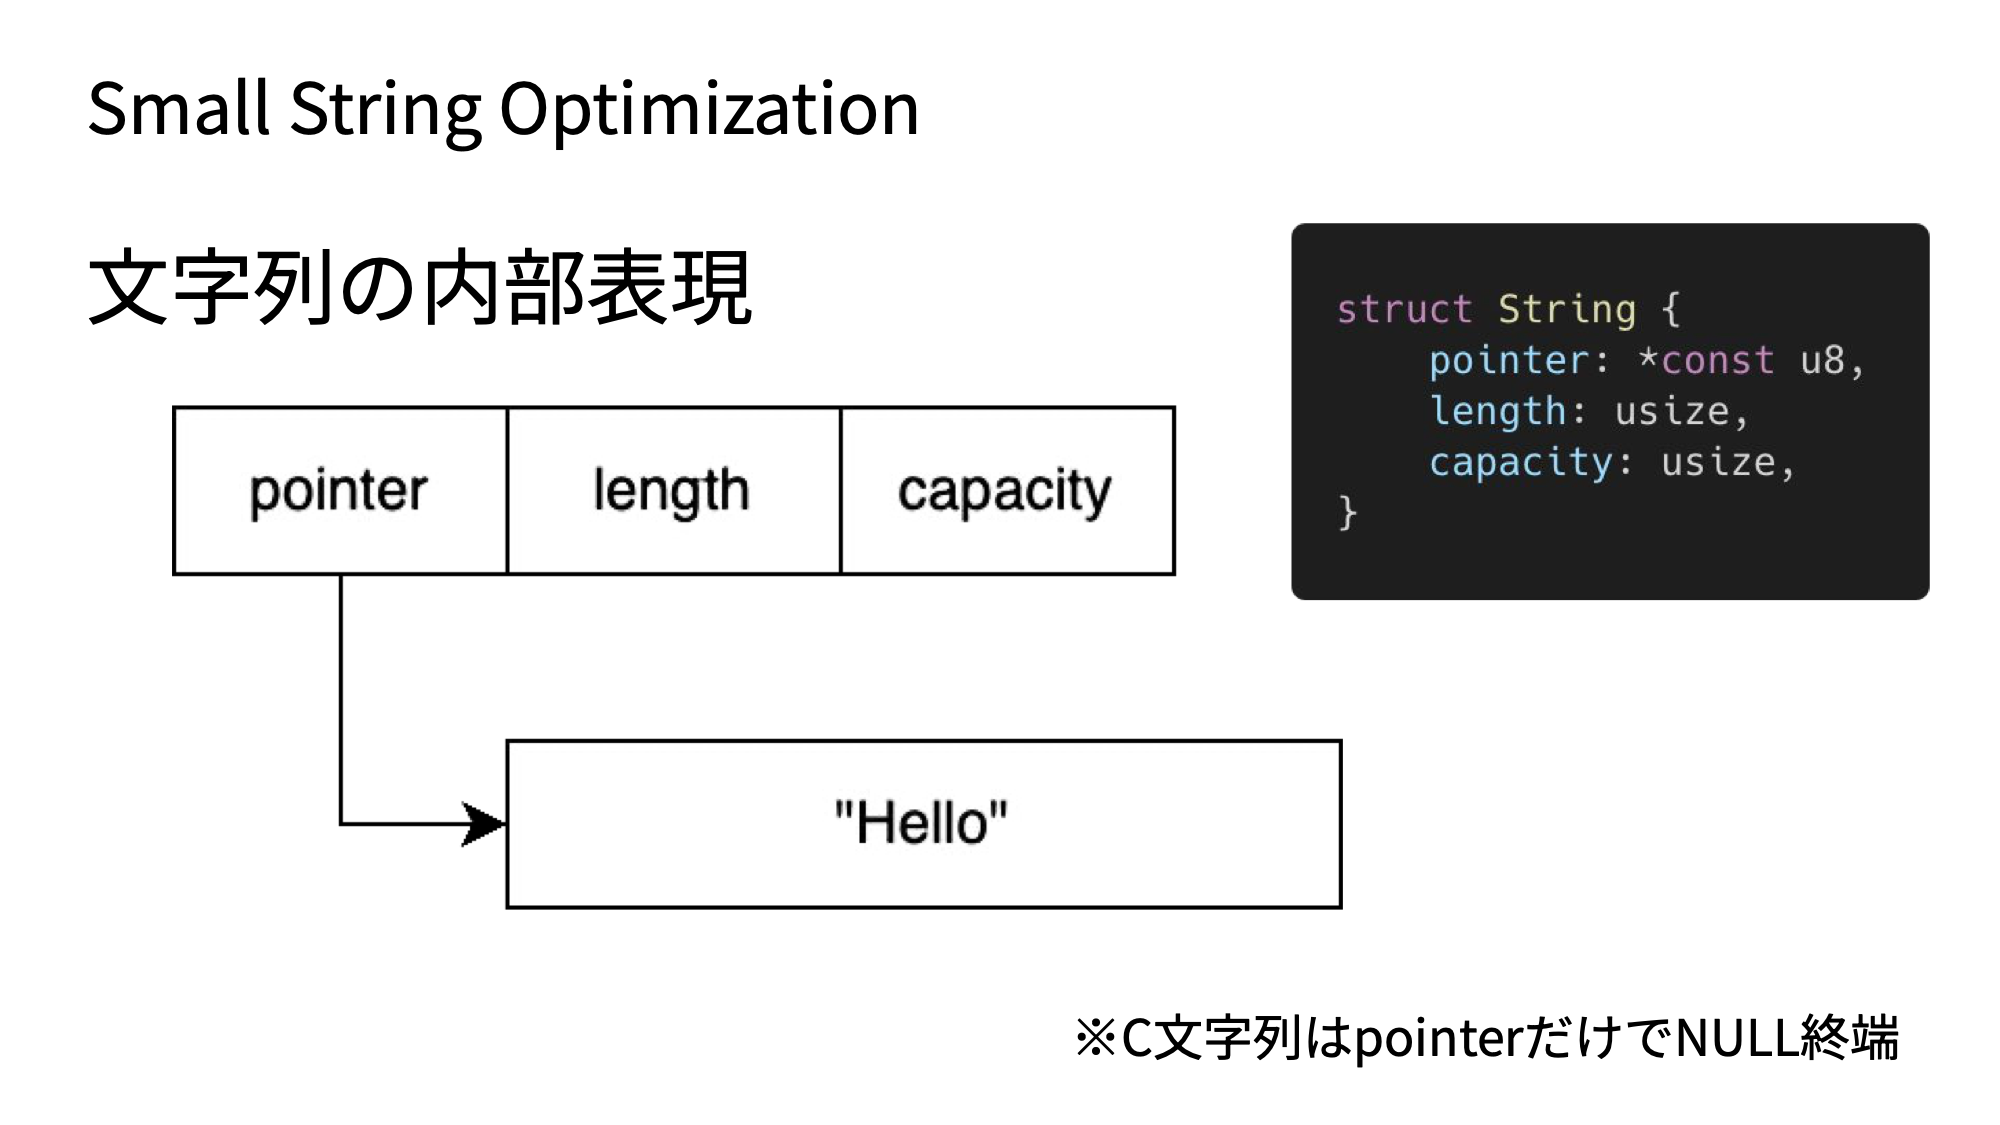 Small String Optimization
文字列の内部表現
struct String {
    pointer: *const u8,
    length: usize,
    capacity: usize,
}
pointer
length
capacity
"Hello"
※C文字列はpointerだけでNULL終端